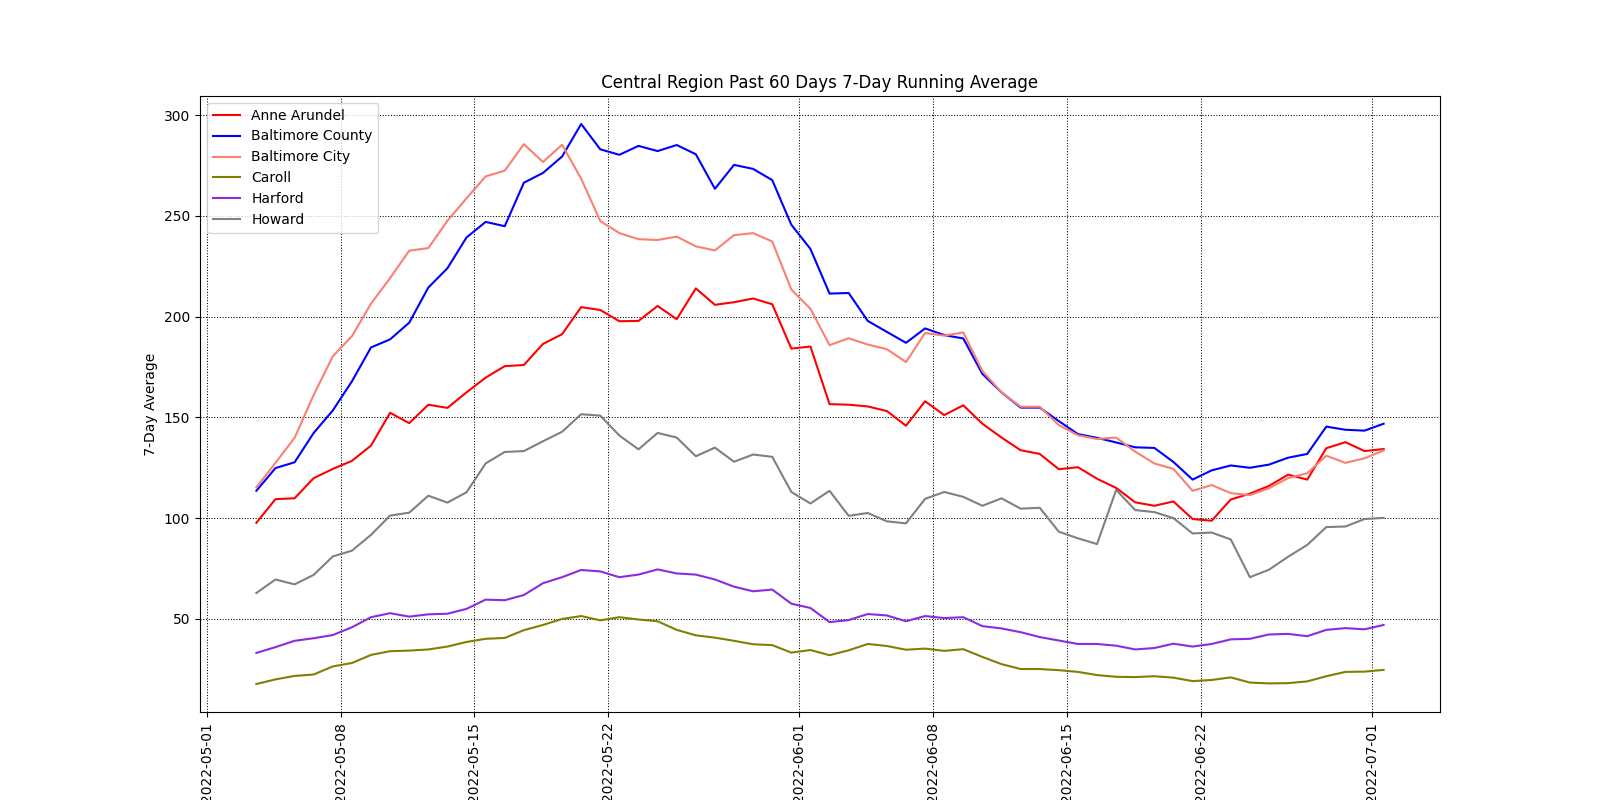 Central Region Past 60 Days 7-Day Running Average
Anne Arundel
Baltimore County
Baltimore City
Caroll
Harford
Howard
300
250
200
150
100
50
7-Day Average
2022-05-01
2022-05-08
2022-05-15
2022-05-22
2022-06-01
2022-06-08
2022-06-15
2022-06-22
2022-07-01